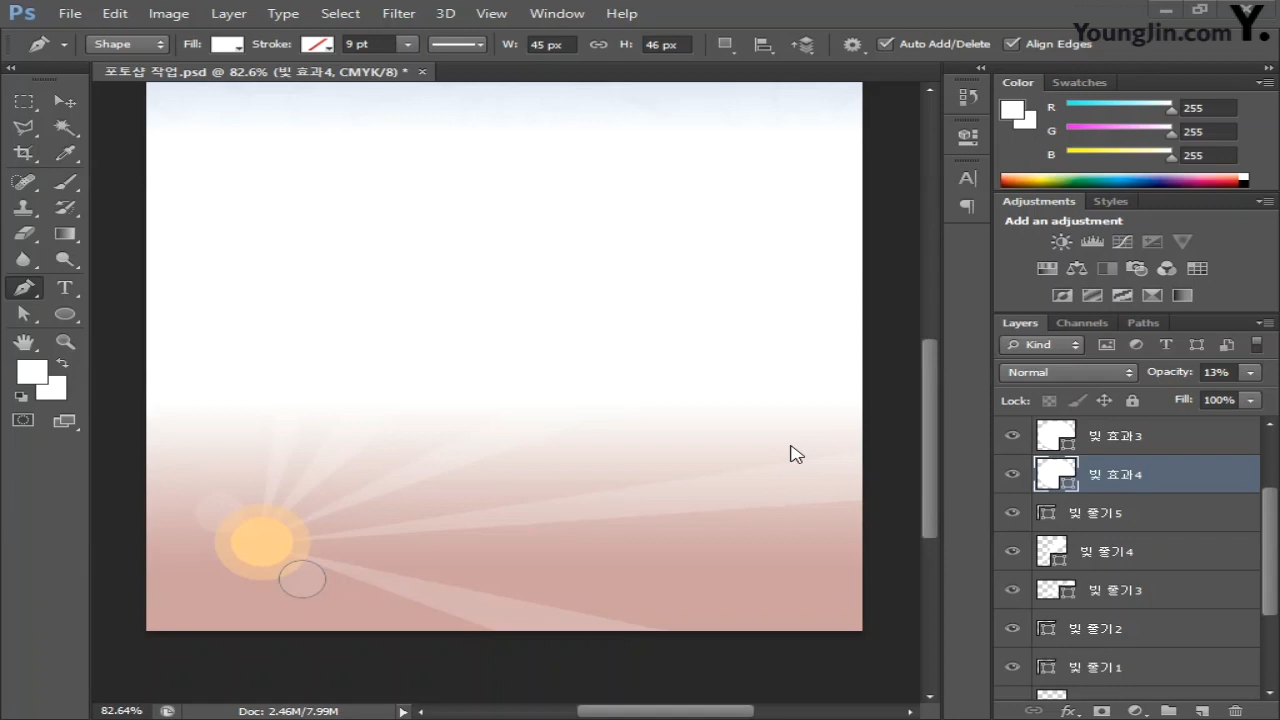 Ps File Edit Image Layer Type Select Filter 3D View Window Help
YoungJin.com Y.
Shape Fill: Stroke: 9 pt W: 45 px H: 46 px Auto Add/Delete Align Edges
포토샵 작업.psd @ 82.6% (빛 효과4, CMYK/8) * ×
Color Swatches
R 255
G 255
B 255
Adjustments Styles
Add an adjustment
Layers Channels Paths
Kind
Normal Opacity: 13%
Lock: Fill: 100%
빛 효과3
빛 효과4
빛 줄기5
빛 줄기4
빛 줄기3
빛 줄기2
빛 줄기1
82.64% Doc: 2.46M/7.99M